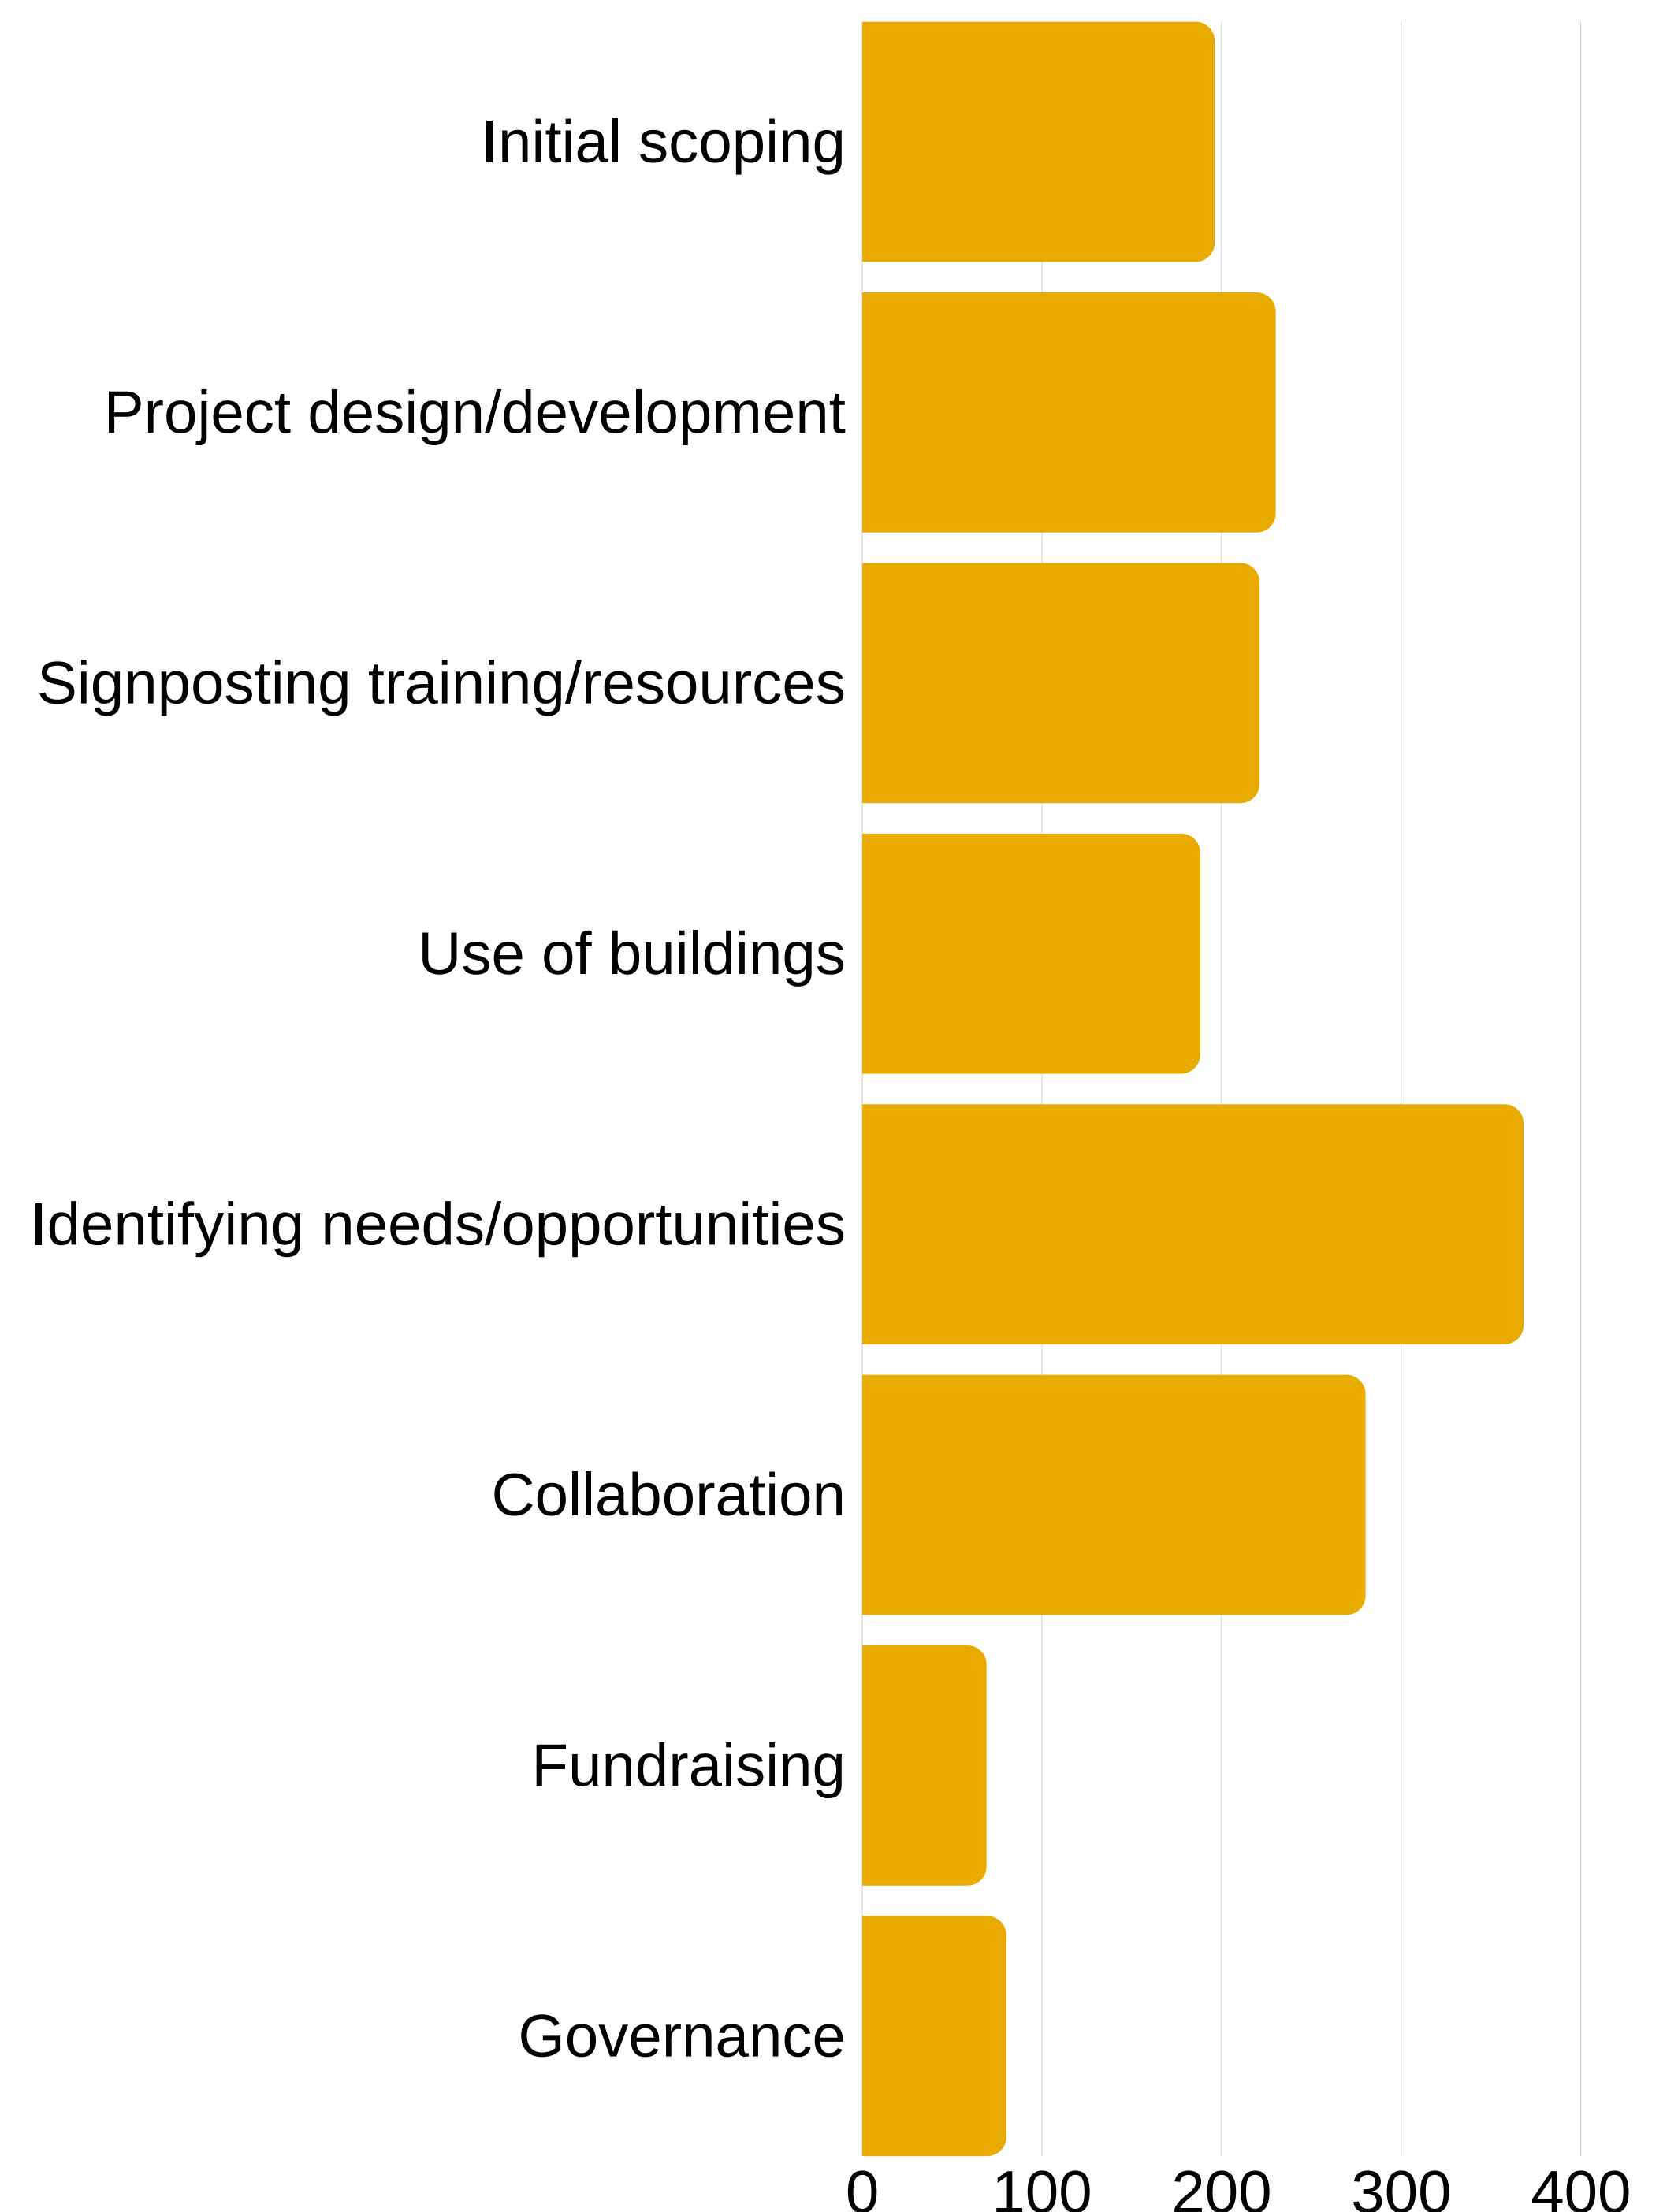 Initial scoping
Project design/development
Signposting training/resources
Use of buildings
Identifying needs/opportunities
Collaboration
Fundraising
Governance
0 100 200 300 400